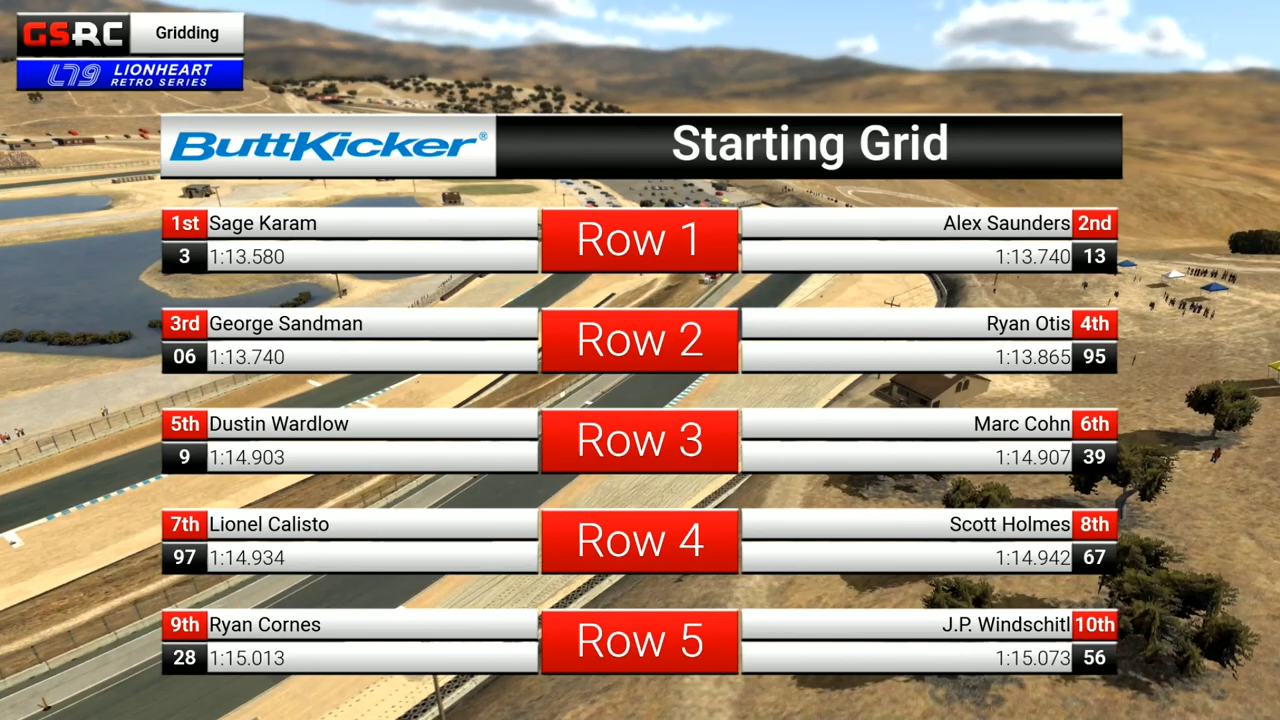 GSRC Gridding
L79 LIONHEART
RETRO SERIES
ButtKicker® Starting Grid
1st Sage Karam Row 1 Alex Saunders 2nd
3 1:13.580 1:13.740 13
3rd George Sandman Row 2 Ryan Otis 4th
06 1:13.740 1:13.865 95
5th Dustin Wardlow Row 3 Marc Cohn 6th
9 1:14.903 1:14.907 39
7th Lionel Calisto Row 4 Scott Holmes 8th
97 1:14.934 1:14.942 67
9th Ryan Cornes Row 5 J.P. Windschitl 10th
28 1:15.013 1:15.073 56